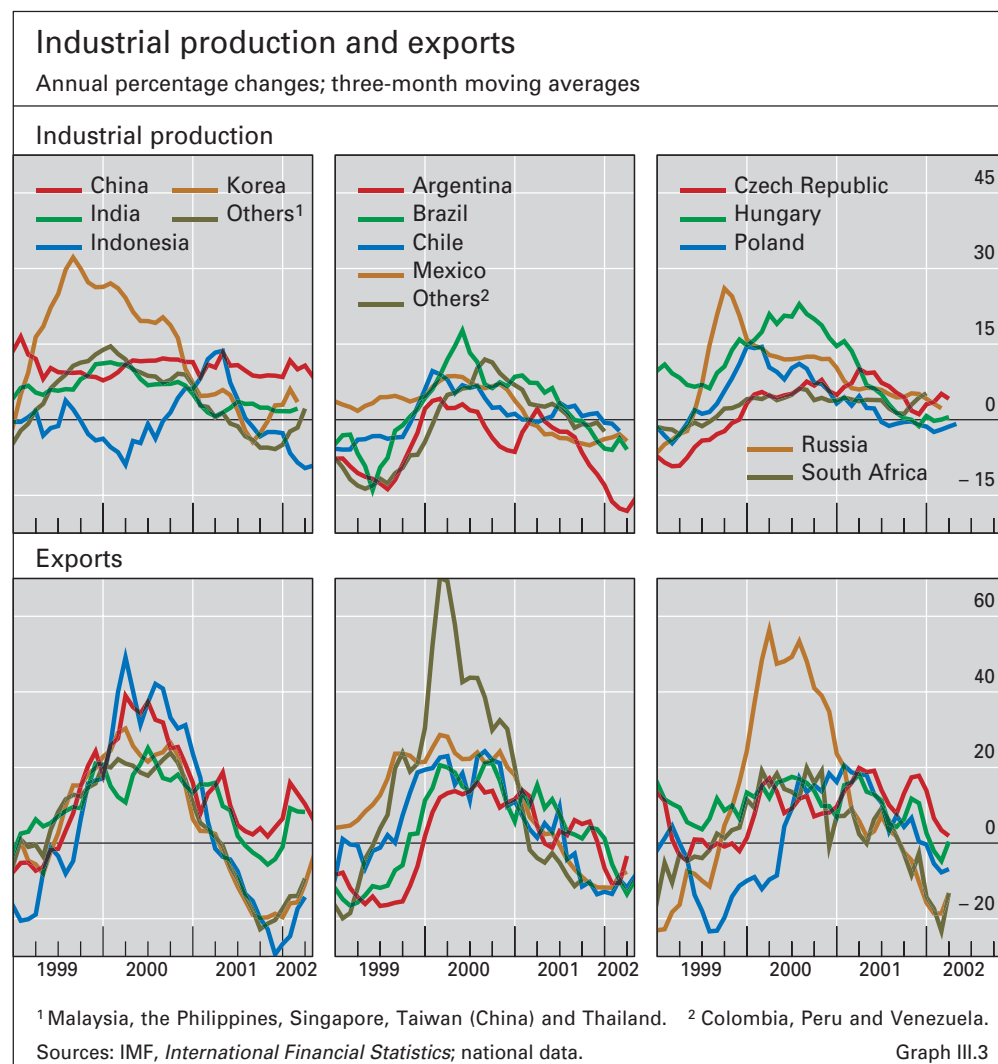 Industrial production and exports
Annual percentage changes; three-month moving averages
Industrial production
China
India
Indonesia
Korea
Others¹
Argentina
Brazil
Chile
Mexico
Others²
Czech Republic
Hungary
Poland
Russia
South Africa
45
30
15
0
– 15
Exports
60
40
20
0
– 20
1999 2000 2001 2002
1999 2000 2001 2002
1999 2000 2001 2002
¹ Malaysia, the Philippines, Singapore, Taiwan (China) and Thailand. ² Colombia, Peru and Venezuela.
Sources: IMF, International Financial Statistics; national data. Graph III.3